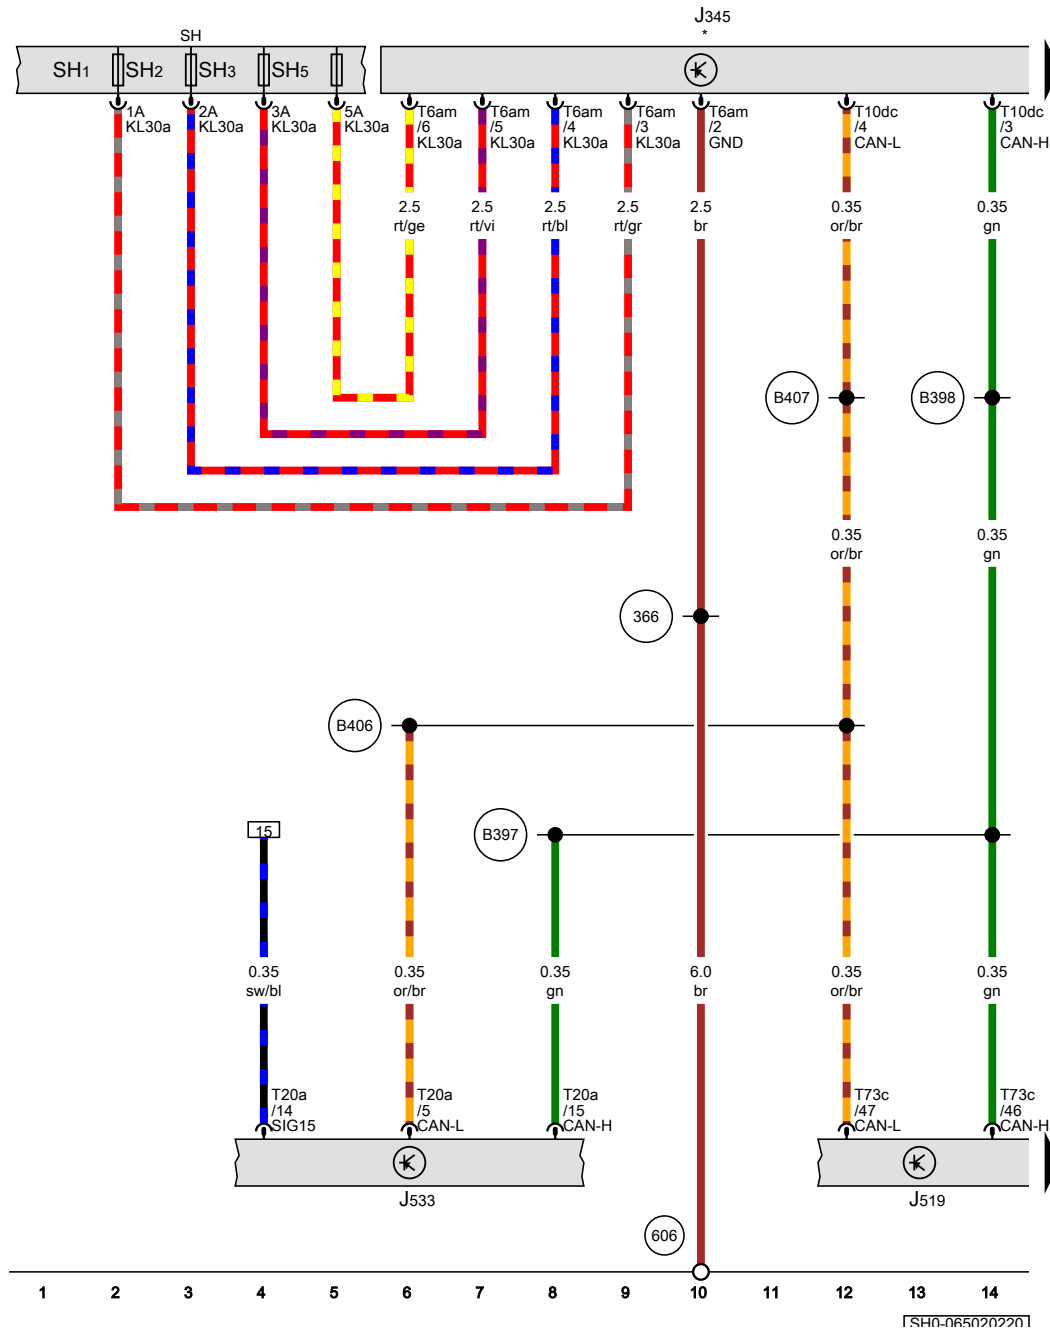 J345
*
SH
SH1 SH2 SH3 SH5
1A
KL30a
2A
KL30a
3A
KL30a
5A
KL30a
T6am
/6
KL30a
T6am
/5
KL30a
T6am
/4
KL30a
T6am
/3
KL30a
T6am
/2
GND
T10dc
/4
CAN-L
T10dc
/3
CAN-H
2.5
rt/ge
2.5
rt/vi
2.5
rt/bl
2.5
rt/gr
2.5
br
0.35
or/br
0.35
gn
B407
B398
0.35
or/br
0.35
gn
366
B406
15
B397
0.35
sw/bl
0.35
or/br
0.35
gn
6.0
br
0.35
or/br
0.35
gn
T20a
/14
SIG15
T20a
/5
CAN-L
T20a
/15
CAN-H
T73c
/47
CAN-L
T73c
/46
CAN-H
J533
J519
606
1 2 3 4 5 6 7 8 9 10 11 12 13 14
SH0-065020220